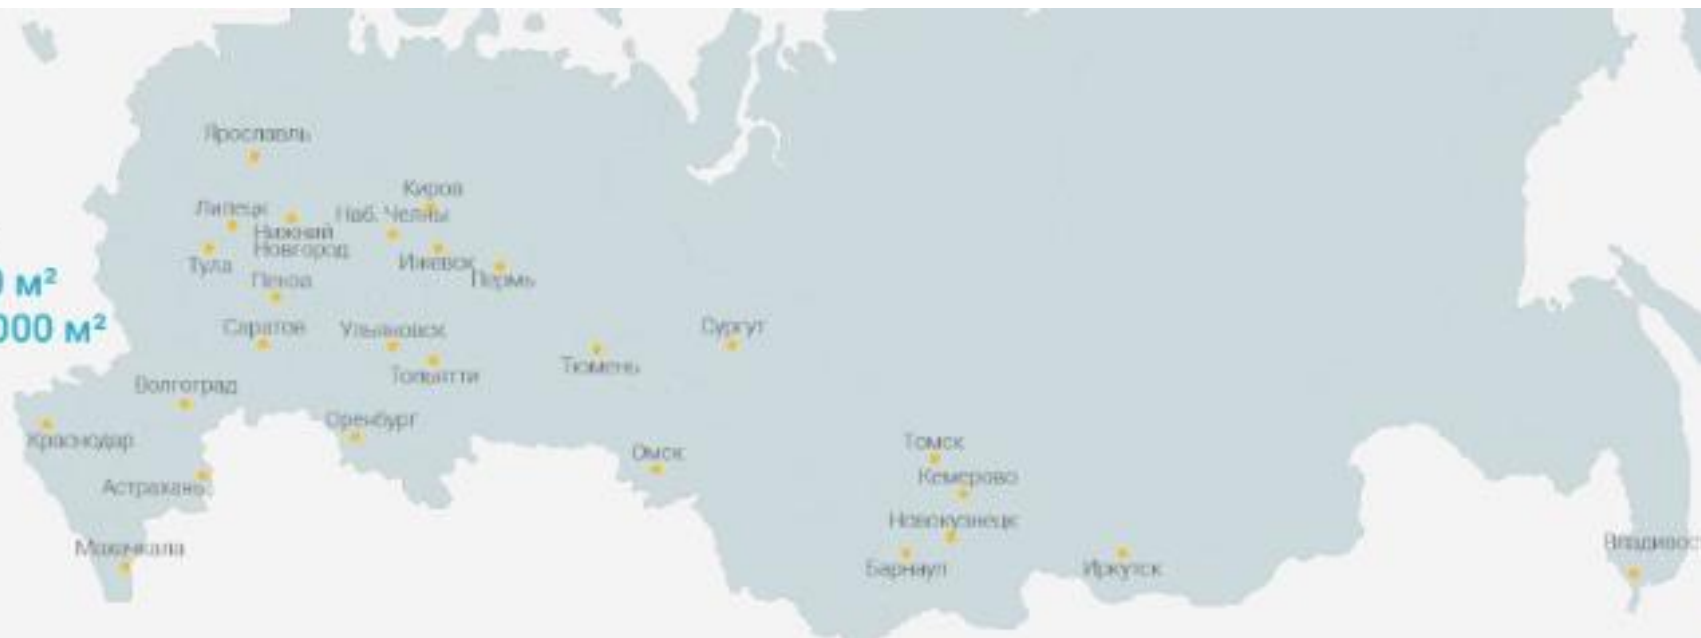 Ярославль
Киров
Липецк
Наб. Челны
Нижний
Новгород
Ижевск
Тула
Пермь
Пенза
м²
000 м²
Саратов
Ульяновск
Сургут
Тюмень
Тольятти
Волгоград
Оренбург
Краснодар
Томск
Омск
Кемерово
Астрахань
Новокузнецк
Махачкала
Барнаул
Иркутск
Владивос